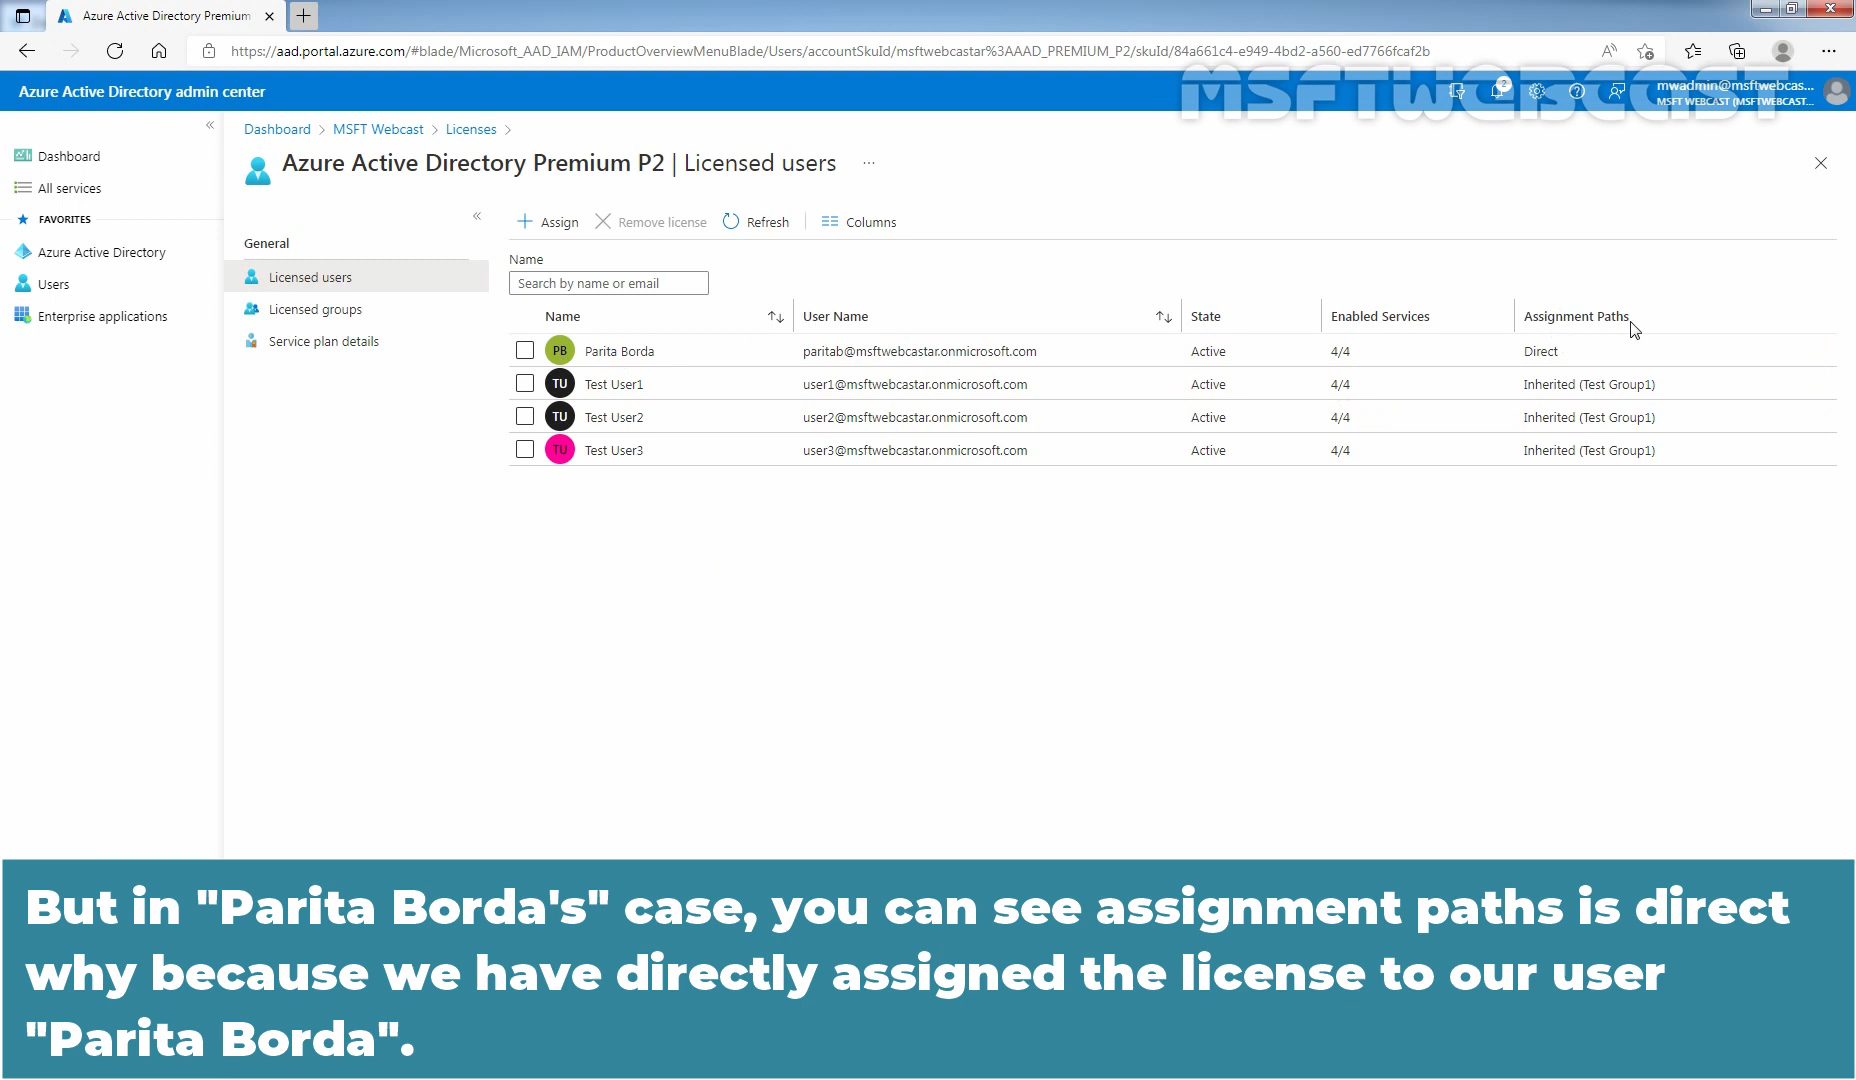 Azure Active Directory Premium
https://aad.portal.azure.com/#blade/Microsoft_AAD_IAM/ProductOverviewMenuBlade/Users/accountSkuId/msftwebcastar%3AAAD_PREMIUM_P2/skuId/84a661c4-e949-4bd2-a560-ed7766fcaf2b
MSFTWEBCAST
Azure Active Directory admin center
2
mwadmin@msftwebcas...
MSFT WEBCAST (MSFTWEBCAST...
Dashboard > MSFT Webcast > Licenses >
Azure Active Directory Premium P2 | Licensed users ...
Dashboard
All services
FAVORITES
Azure Active Directory
Users
Enterprise applications
General
Licensed users
Licensed groups
Service plan details
Assign Remove license Refresh Columns
Name
Search by name or email
Name User Name State Enabled Services Assignment Paths
PB Parita Borda paritab@msftwebcastar.onmicrosoft.com Active 4/4 Direct
TU Test User1 user1@msftwebcastar.onmicrosoft.com Active 4/4 Inherited (Test Group1)
TU Test User2 user2@msftwebcastar.onmicrosoft.com Active 4/4 Inherited (Test Group1)
TU Test User3 user3@msftwebcastar.onmicrosoft.com Active 4/4 Inherited (Test Group1)
But in "Parita Borda's" case, you can see assignment paths is direct
why because we have directly assigned the license to our user
"Parita Borda".